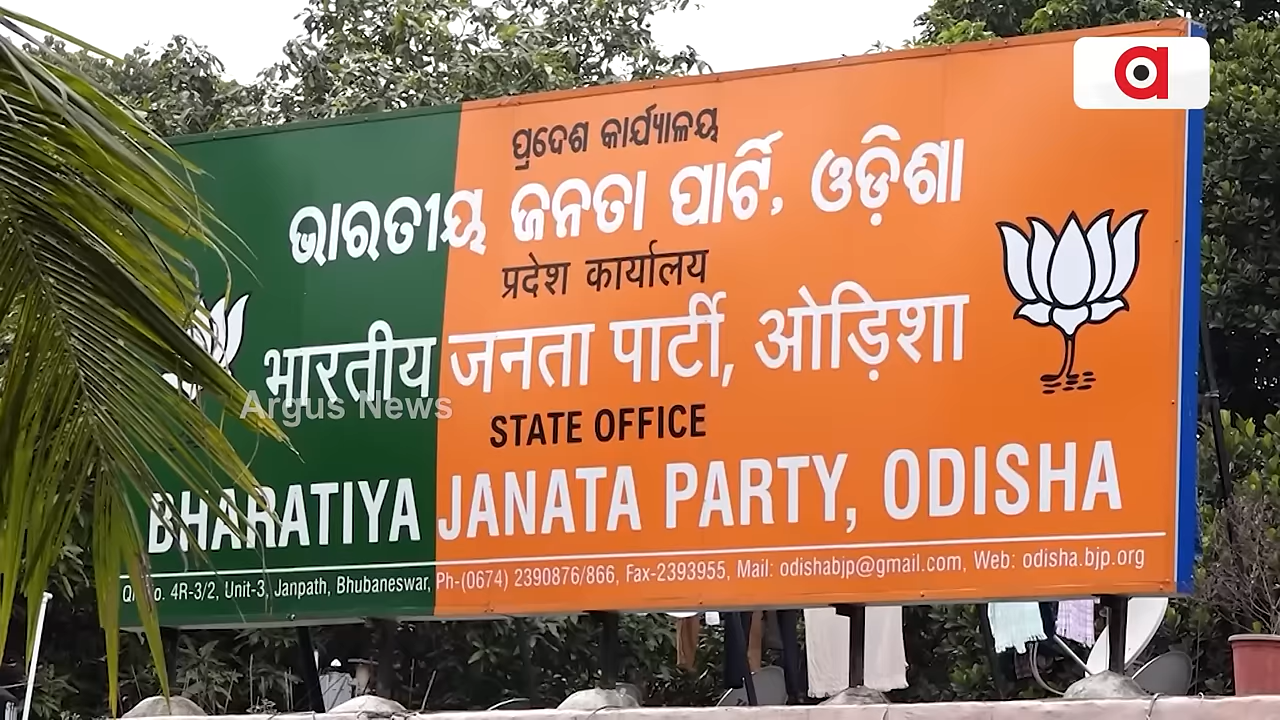 ପ୍ରଦେଶ କାର୍ଯ୍ୟାଳୟ
ଭାରତୀୟ ଜନତା ପାର୍ଟି, ଓଡ଼ିଶା
प्रदेश कार्यालय
भारतीय जनता पार्टी, ओड़िशा
Argus News
STATE OFFICE
BHARATIYA JANATA PARTY, ODISHA
4R-3/2, Unit-3, Janpath, Bhubaneswar, Ph-(0674) 2390876/866, Fax-2393955, Mail: odishabjp@gmail.com, Web: odisha.bjp.org